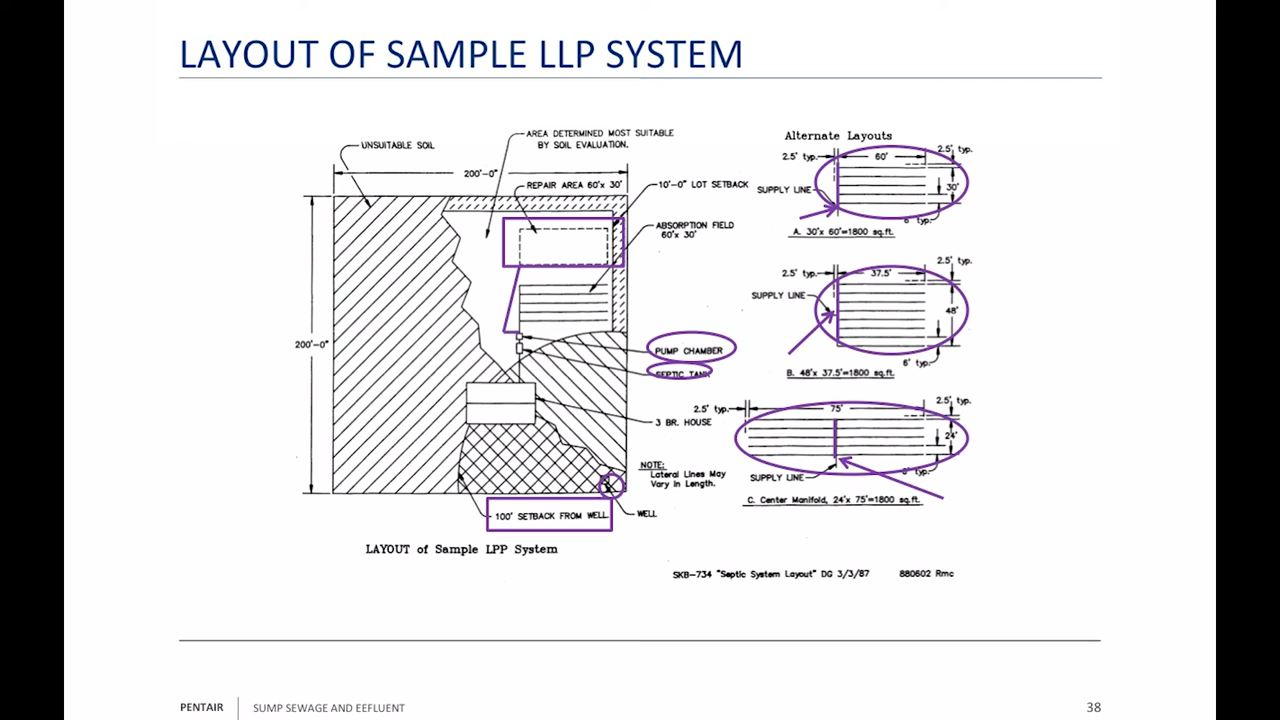 LAYOUT OF SAMPLE LLP SYSTEM
UNSUITABLE SOIL
AREA DETERMINED MOST SUITABLE
BY SOIL EVALUATION.
200'-0"
REPAIR AREA 60'x 30'
10'-0" LOT SETBACK
ABSORPTION FIELD
60'x 30'
200'-0"
PUMP CHAMBER
SEPTIC TANK
3 BR. HOUSE
NOTE:
Lateral Lines May
Vary in Length.
100' SETBACK FROM WELL
WELL
LAYOUT of Sample LPP System
Alternate Layouts
2.5' typ.
60'
2.5' typ.
SUPPLY LINE
30'
6' typ.
A. 30'x 60'=1800 sq.ft.
2.5' typ.
2.5' typ.
37.5'
SUPPLY LINE
48'
6' typ.
B. 48'x 37.5'=1800 sq.ft.
2.5' typ.
75'
2.5' typ.
24'
typ.
SUPPLY LINE
C. Center Manifold, 24'x 75'=1800 sq.ft.
SKB-734 "Septic System Layout" DG 3/3/87 880602 Rmc
PENTAIR SUMP SEWAGE AND EEFLUENT 38